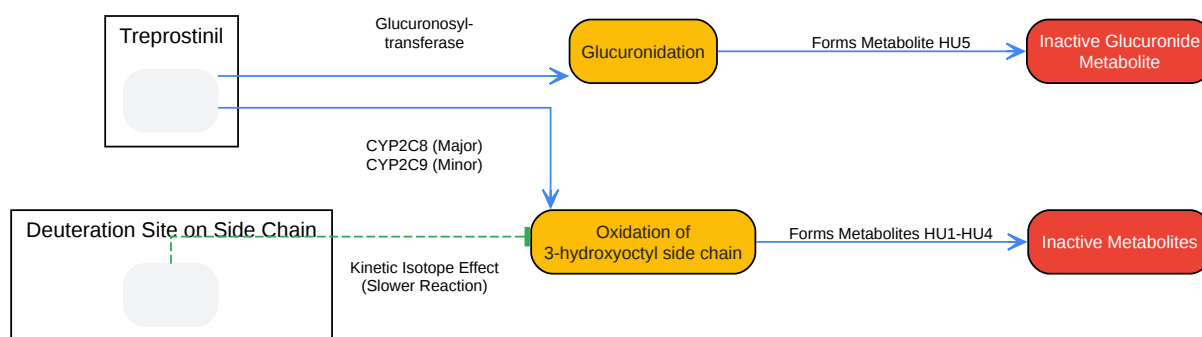 Treprostinil
Glucuronosyl-
transferase
Glucuronidation
Forms Metabolite HU5
Inactive Glucuronide
Metabolite
CYP2C8 (Major)
CYP2C9 (Minor)
Deuteration Site on Side Chain
Kinetic Isotope Effect
(Slower Reaction)
Oxidation of
3-hydroxyoctyl side chain
Forms Metabolites HU1-HU4
Inactive Metabolites